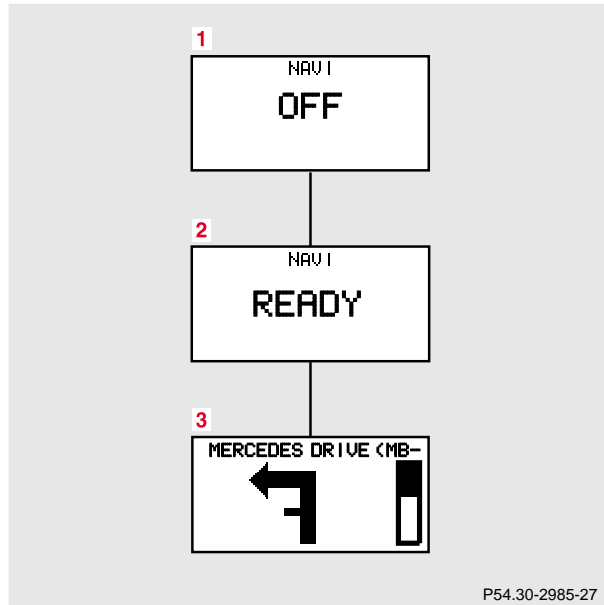 1
NAVI
OFF
2
NAVI
READY
3
MERCEDES DRIVE (MB-
P54.30-2985-27